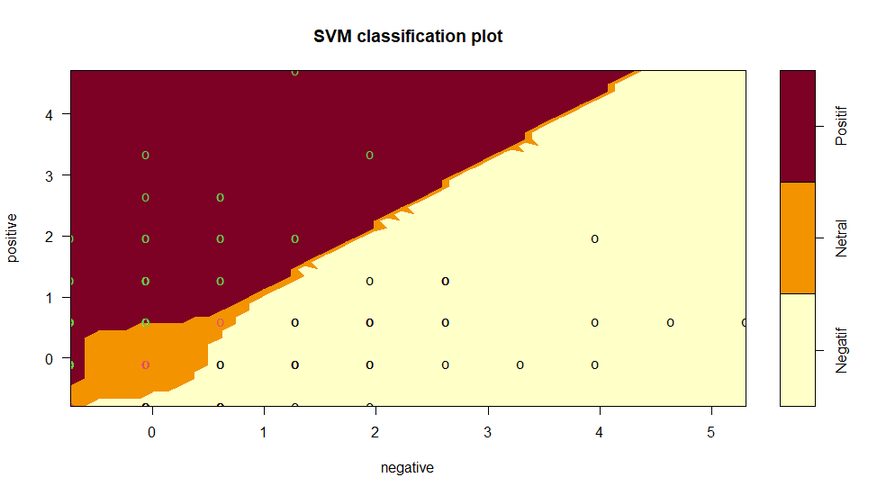 SVM classification plot
4
3
2
1
0
positive
0 1 2 3 4 5
negative
Positif
Netral
Negatif